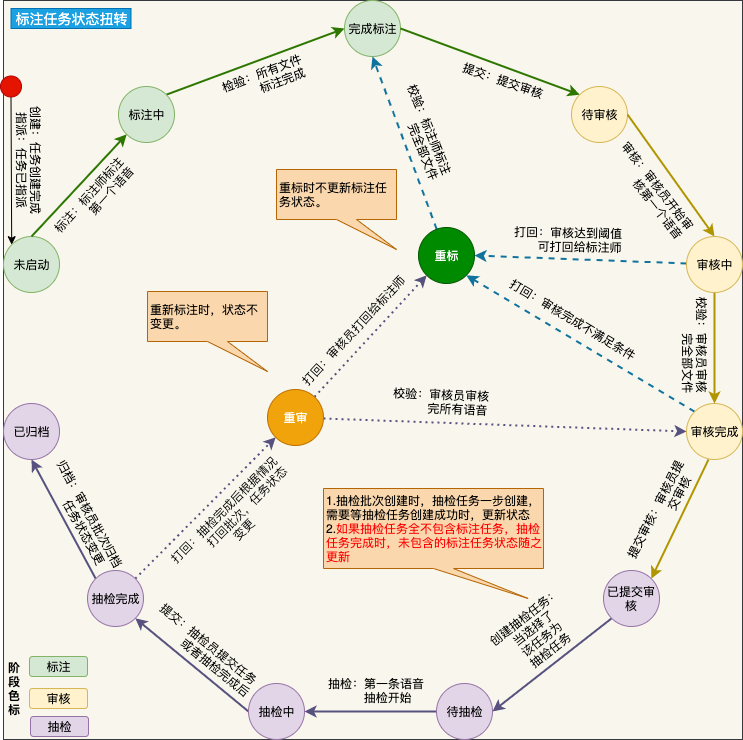 标注任务状态扭转
完成标注
检验：所有文件
标注完成
提交：提交审核
标注中
待审核
创建：任务创建完成
指派：任务已指派
标注：标注师标注
第一个语音
校验：标注师标注
完全部文件
审核：审核员开始审
核第一个语音
重标时不更新标注任
务状态。
未启动
重标
打回：审核达到阈值
可打回给标注师
审核中
重新标注时，状态不
变更。
打回：审核员打回给标注师
打回：审核完成不满足条件
校验：审核员审核
完全部文件
重审
校验：审核员审核
完所有语音
已归档
审核完成
归档：审核员批次归档
任务状态变更
打回：抽检完成后根据情况
打回批次 任务状态
变更
1.抽检批次创建时，抽检任务一步创建，
需要等抽检任务创建成功时，更新状态
2.如果抽检任务全不包含标注任务，抽检
任务完成时，未包含的标注任务状态随之
更新
提交审核：审核员提
交审核
抽检完成
已提交审
核
提交：抽检员提交任务
或者抽检完成后
创建抽检任务：
当选择了
该任务为
抽检任务
抽检：第一条语音
抽检开始
抽检中
待抽检
阶段色标
标注
审核
抽检